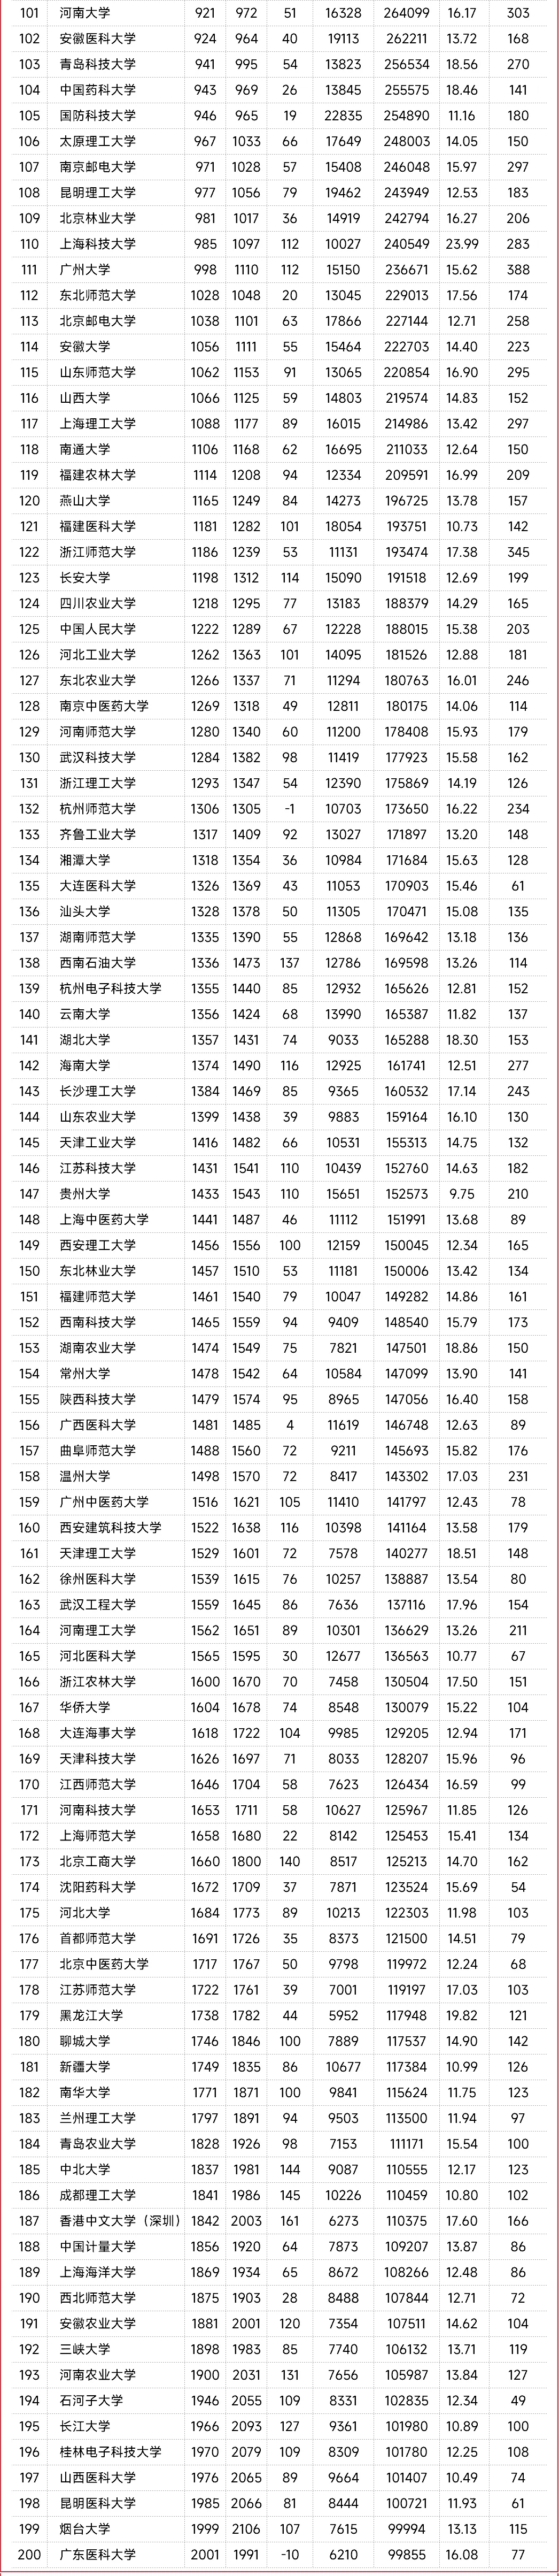 101 河南大学 921 972 51 16328 264099 16.17 303
102 安徽医科大学 924 964 40 19113 262211 13.72 168
103 青岛科技大学 941 995 54 13823 256534 18.56 270
104 中国药科大学 943 969 26 13845 255575 18.46 141
105 国防科技大学 946 965 19 22835 254890 11.16 180
106 太原理工大学 967 1033 66 17649 248003 14.05 150
107 南京邮电大学 971 1028 57 15408 246048 15.97 297
108 昆明理工大学 977 1056 79 19462 243949 12.53 183
109 北京林业大学 981 1017 36 14919 242794 16.27 206
110 上海科技大学 985 1097 112 10027 240549 23.99 283
111 广州大学 998 1110 112 15150 236671 15.62 388
112 东北师范大学 1028 1048 20 13045 229013 17.56 174
113 北京邮电大学 1038 1101 63 17866 227144 12.71 258
114 安徽大学 1056 1111 55 15464 222703 14.40 223
115 山东师范大学 1062 1153 91 13065 220854 16.90 295
116 山西大学 1066 1125 59 14803 219574 14.83 152
117 上海理工大学 1088 1177 89 16015 214986 13.42 297
118 南通大学 1106 1168 62 16695 211033 12.64 150
119 福建农林大学 1114 1208 94 12334 209591 16.99 209
120 燕山大学 1165 1249 84 14273 196725 13.78 157
121 福建医科大学 1181 1282 101 18054 193751 10.73 142
122 浙江师范大学 1186 1239 53 11131 193474 17.38 345
123 长安大学 1198 1312 114 15090 191518 12.69 199
124 四川农业大学 1218 1295 77 13183 188379 14.29 165
125 中国人民大学 1222 1289 67 12228 188015 15.38 203
126 河北工业大学 1262 1363 101 14095 181526 12.88 181
127 东北农业大学 1266 1337 71 11294 180763 16.01 246
128 南京中医药大学 1269 1318 49 12811 180175 14.06 114
129 河南师范大学 1280 1340 60 11200 178408 15.93 179
130 武汉科技大学 1284 1382 98 11419 177923 15.58 162
131 浙江理工大学 1293 1347 54 12390 175869 14.19 126
132 杭州师范大学 1306 1305 -1 10703 173650 16.22 234
133 齐鲁工业大学 1317 1409 92 13027 171897 13.20 148
134 湘潭大学 1318 1354 36 10984 171684 15.63 128
135 大连医科大学 1326 1369 43 11053 170903 15.46 61
136 汕头大学 1328 1378 50 11305 170471 15.08 135
137 湖南师范大学 1335 1390 55 12868 169642 13.18 136
138 西南石油大学 1336 1473 137 12786 169598 13.26 114
139 杭州电子科技大学 1355 1440 85 12932 165626 12.81 152
140 云南大学 1356 1424 68 13990 165387 11.82 137
141 湖北大学 1357 1431 74 9033 165288 18.30 153
142 海南大学 1374 1490 116 12925 161741 12.51 277
143 长沙理工大学 1384 1469 85 9365 160532 17.14 243
144 山东农业大学 1399 1438 39 9883 159164 16.10 130
145 天津工业大学 1416 1482 66 10531 155313 14.75 132
146 江苏科技大学 1431 1541 110 10439 152760 14.63 182
147 贵州大学 1433 1543 110 15651 152573 9.75 210
148 上海中医药大学 1441 1487 46 11112 151991 13.68 89
149 西安理工大学 1456 1556 100 12159 150045 12.34 165
150 东北林业大学 1457 1510 53 11181 150006 13.42 134
151 福建师范大学 1461 1540 79 10047 149282 14.86 161
152 西南科技大学 1465 1559 94 9409 148540 15.79 173
153 湖南农业大学 1474 1549 75 7821 147501 18.86 150
154 常州大学 1478 1542 64 10584 147099 13.90 141
155 陕西科技大学 1479 1574 95 8965 147056 16.40 158
156 广西医科大学 1481 1485 4 11619 146748 12.63 89
157 曲阜师范大学 1488 1560 72 9211 145693 15.82 176
158 温州大学 1498 1570 72 8417 143302 17.03 231
159 广州中医药大学 1516 1621 105 11410 141797 12.43 78
160 西安建筑科技大学 1522 1638 116 10398 141164 13.58 179
161 天津理工大学 1529 1601 72 7578 140277 18.51 148
162 徐州医科大学 1539 1615 76 10257 138887 13.54 80
163 武汉工程大学 1559 1645 86 7636 137116 17.96 154
164 河南理工大学 1562 1651 89 10301 136629 13.26 211
165 河北医科大学 1565 1595 30 12677 136563 10.77 67
166 浙江农林大学 1600 1670 70 7458 130504 17.50 151
167 华侨大学 1604 1678 74 8548 130079 15.22 104
168 大连海事大学 1618 1722 104 9985 129205 12.94 171
169 天津科技大学 1626 1697 71 8033 128207 15.96 96
170 江西师范大学 1646 1704 58 7623 126434 16.59 99
171 河南科技大学 1653 1711 58 10627 125967 11.85 126
172 上海师范大学 1658 1680 22 8142 125453 15.41 134
173 北京工商大学 1660 1800 140 8517 125213 14.70 162
174 沈阳药科大学 1672 1709 37 7871 123524 15.69 54
175 河北大学 1684 1773 89 10213 122303 11.98 103
176 首都师范大学 1691 1726 35 8373 121500 14.51 79
177 北京中医药大学 1717 1767 50 9798 119972 12.24 68
178 江苏师范大学 1722 1761 39 7001 119197 17.03 103
179 黑龙江大学 1738 1782 44 5952 117948 19.82 121
180 聊城大学 1746 1846 100 7889 117537 14.90 142
181 新疆大学 1749 1835 86 10677 117384 10.99 126
182 南华大学 1771 1871 100 9841 115624 11.75 123
183 兰州理工大学 1797 1891 94 9503 113500 11.94 97
184 青岛农业大学 1828 1926 98 7153 111171 15.54 100
185 中北大学 1837 1981 144 9087 110555 12.17 123
186 成都理工大学 1841 1986 145 10226 110459 10.80 102
187 香港中文大学（深圳） 1842 2003 161 6273 110375 17.60 166
188 中国计量大学 1856 1920 64 7873 109207 13.87 86
189 上海海洋大学 1869 1934 65 8672 108266 12.48 86
190 西北师范大学 1875 1903 28 8488 107844 12.71 72
191 安徽农业大学 1881 2001 120 7354 107511 14.62 104
192 三峡大学 1898 1983 85 7740 106132 13.71 119
193 河南农业大学 1900 2031 131 7656 105987 13.84 127
194 石河子大学 1946 2055 109 8331 102835 12.34 49
195 长江大学 1966 2093 127 9361 101980 10.89 100
196 桂林电子科技大学 1970 2079 109 8309 101780 12.25 108
197 山西医科大学 1976 2065 89 9664 101407 10.49 74
198 昆明医科大学 1985 2066 81 8444 100721 11.93 61
199 烟台大学 1999 2106 107 7615 99994 13.13 115
200 广东医科大学 2001 1991 -10 6210 99855 16.08 77